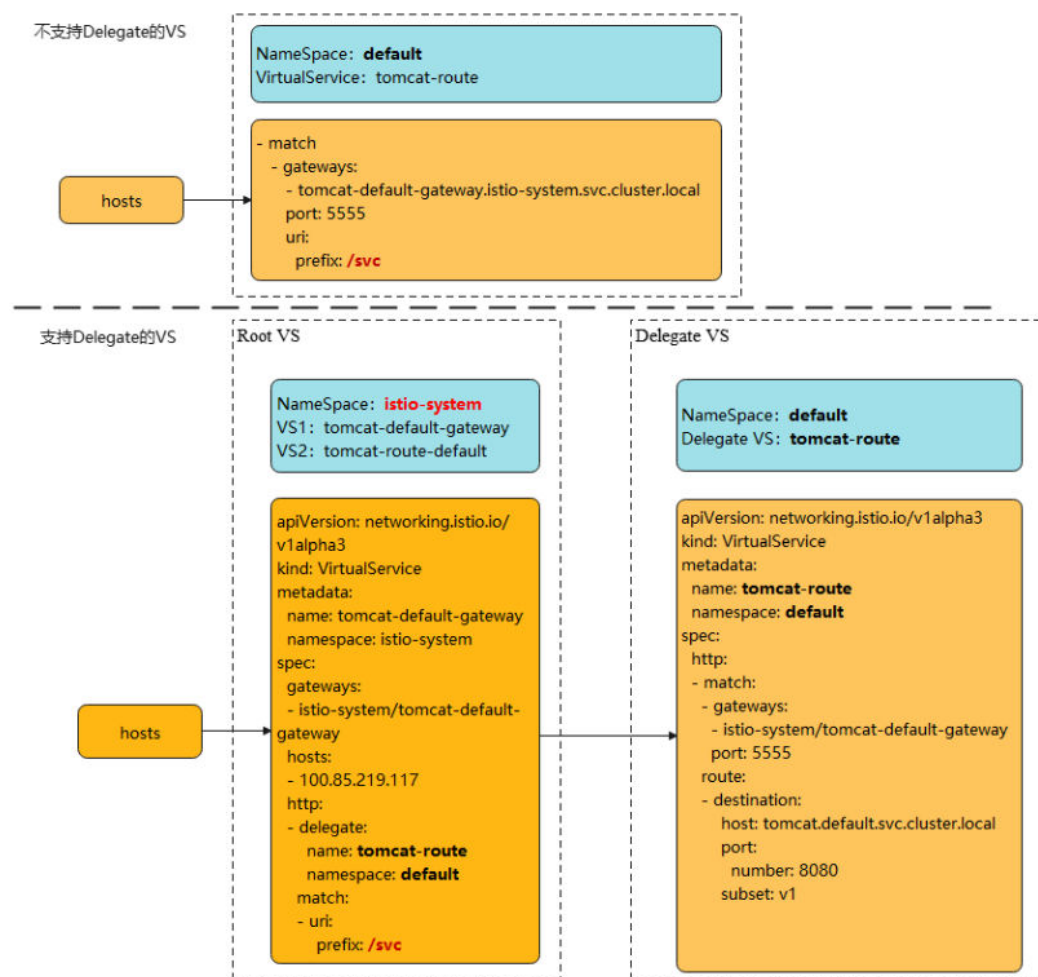 不支持Delegate的VS
NameSpace：default
VirtualService：tomcat-route
hosts
- match
- gateways:
- tomcat-default-gateway.istio-system.svc.cluster.local
port: 5555
uri:
prefix: /svc
支持Delegate的VS
Root VS
NameSpace：istio-system
VS1：tomcat-default-gateway
VS2：tomcat-route-default
hosts
apiVersion: networking.istio.io/
v1alpha3
kind: VirtualService
metadata:
name: tomcat-default-gateway
namespace: istio-system
spec:
gateways:
- istio-system/tomcat-default-
gateway
hosts:
- 100.85.219.117
http:
- delegate:
name: tomcat-route
namespace: default
match:
- uri:
prefix: /svc
Delegate VS
NameSpace：default
Delegate VS：tomcat-route
apiVersion: networking.istio.io/v1alpha3
kind: VirtualService
metadata:
name: tomcat-route
namespace: default
spec:
http:
- match:
- gateways:
- istio-system/tomcat-default-gateway
port: 5555
route:
- destination:
host: tomcat.default.svc.cluster.local
port:
number: 8080
subset: v1